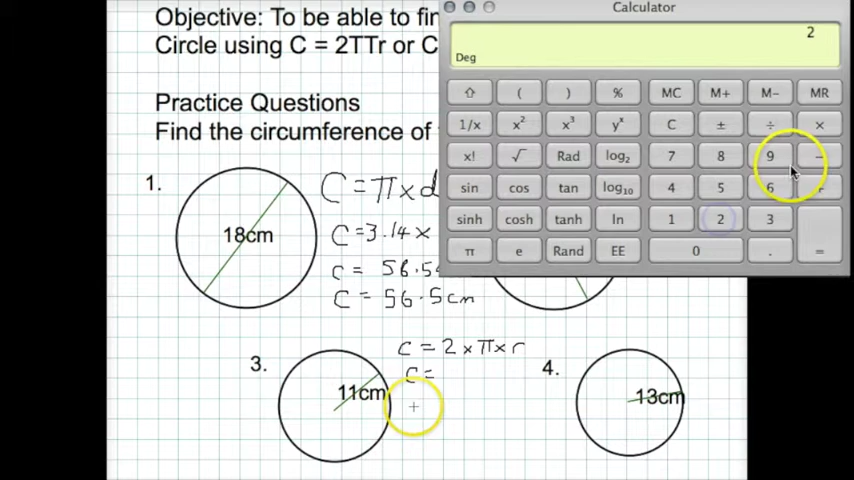 Objective: To be able to fin
Circle using C = 2TTr or C
Practice Questions
Find the circumference of
1.
18cm
C = π x d
C = 3.14 x
C = 56.5
C = 56.5cm
3.
11cm
C = 2 x π x r
C =
4.
13cm
Calculator
2
Deg
⇧ ( ) % MC M+ M- MR
1/x x² x³ yˣ C ± ÷ ×
x! √ Rad log₂ 7 8 9 −
sin cos tan log₁₀ 4 5 6 +
sinh cosh tanh ln 1 2 3
π e Rand EE 0 . =